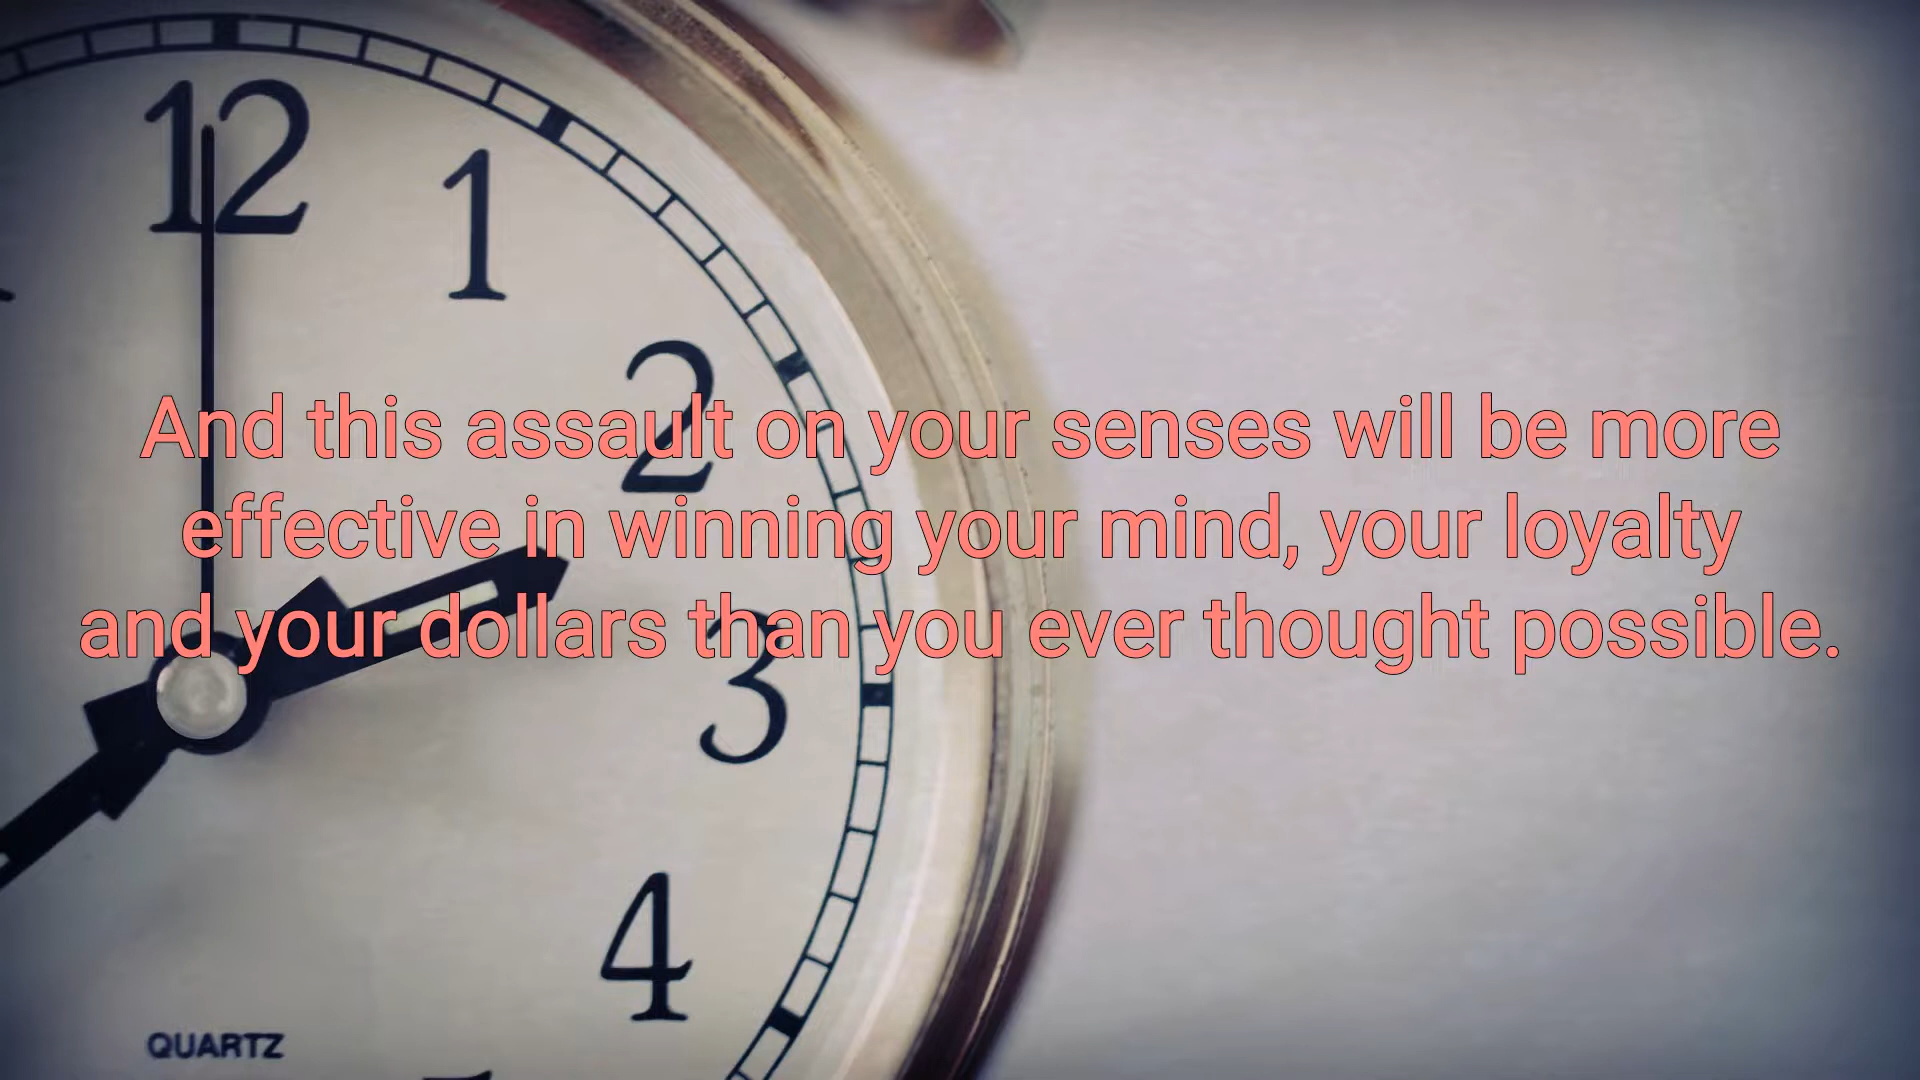 12
1
2
And this assault on your senses will be more
effective in winning your mind, your loyalty
and your dollars than you ever thought possible.
3
4
QUARTZ